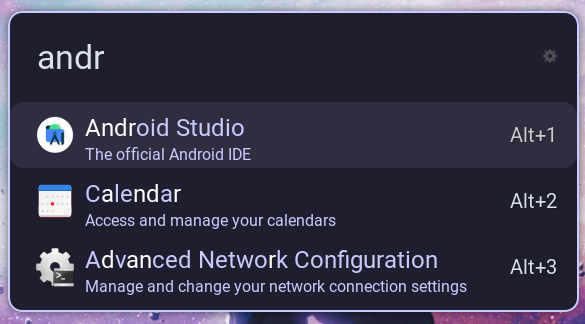 andr
Android Studio
Alt+1
The official Android IDE
Calendar
Alt+2
Access and manage your calendars
Advanced Network Configuration
Alt+3
Manage and change your network connection settings